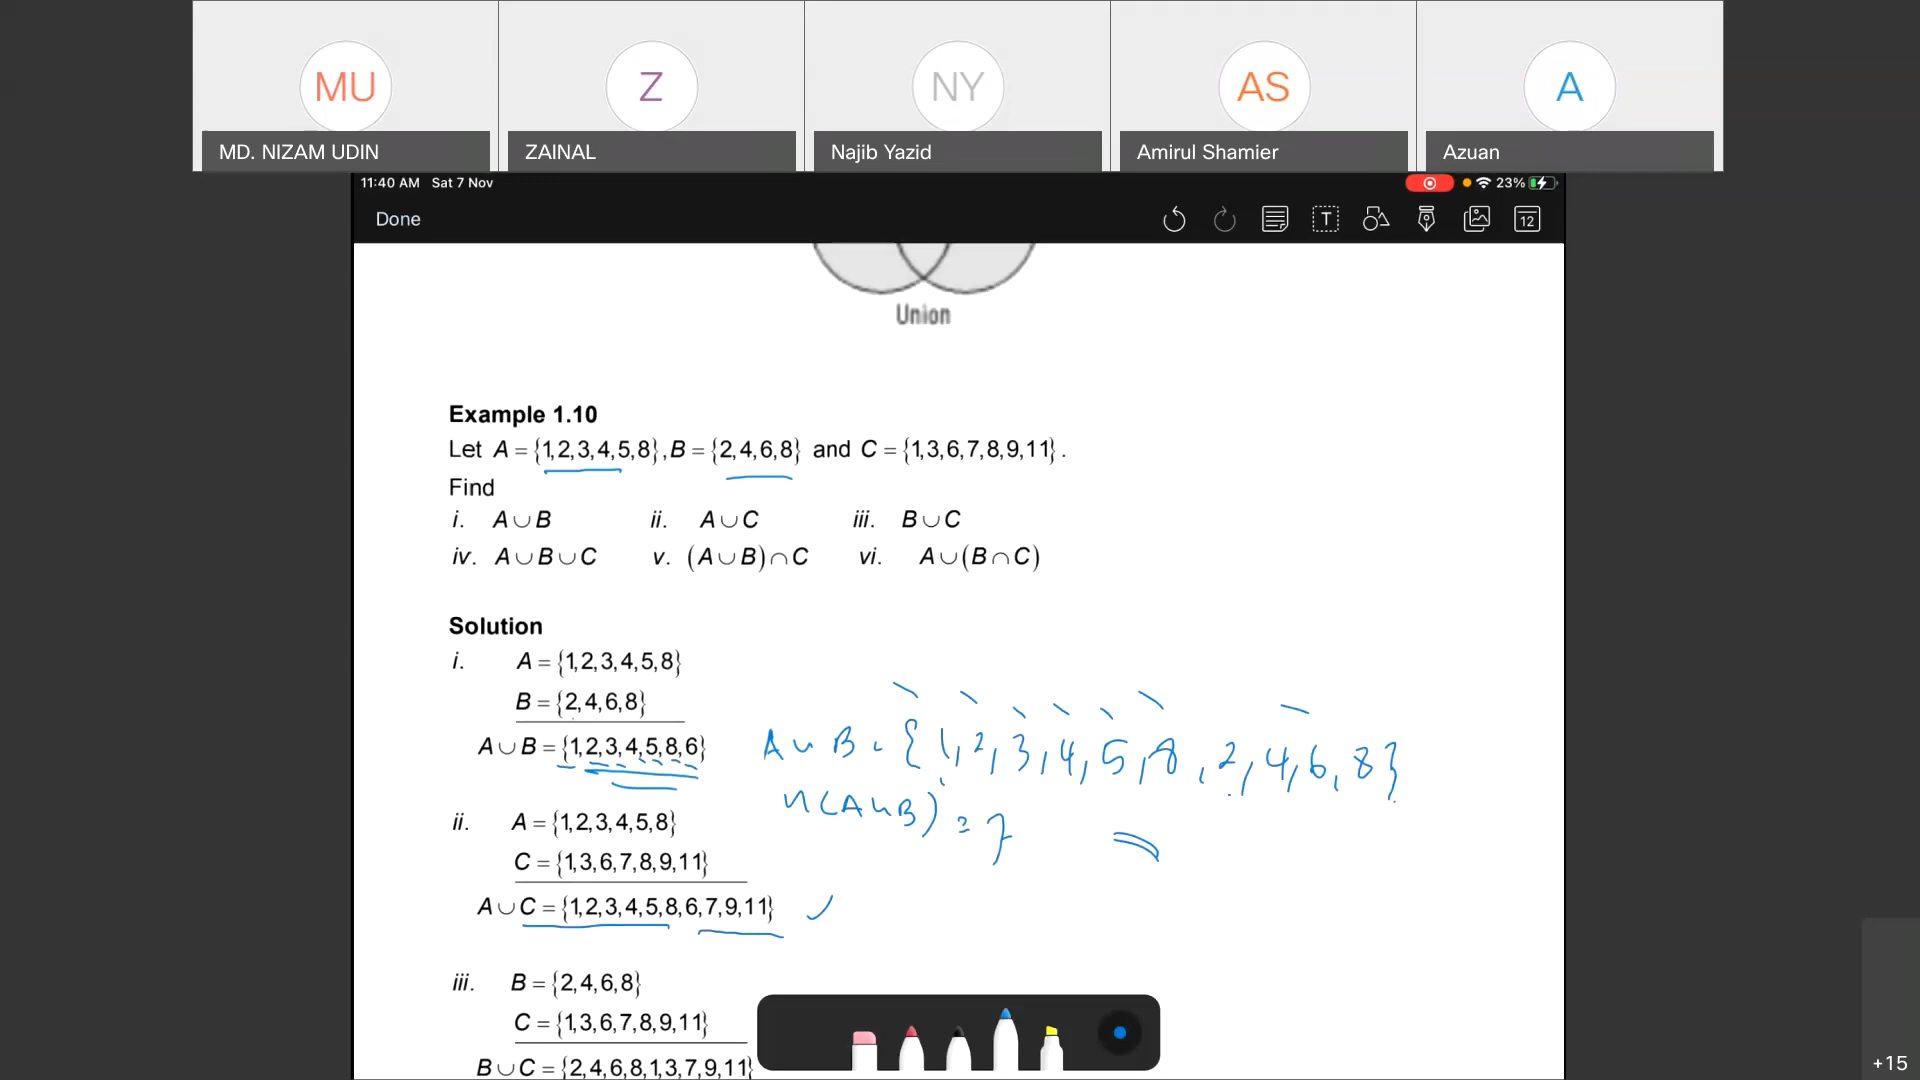 MU Z NY AS A
MD. NIZAM UDIN ZAINAL Najib Yazid Amirul Shamier Azuan
11:40 AM Sat 7 Nov 23%
Done T 12
Union
Example 1.10
Let A = {1,2,3,4,5,8}, B = {2,4,6,8} and C = {1,3,6,7,8,9,11}.
Find
i. A∪B ii. A∪C iii. B∪C
iv. A∪B∪C v. (A∪B)∩C vi. A∪(B∩C)
Solution
i. A = {1,2,3,4,5,8}
B = {2,4,6,8}
A∪B = {1,2,3,4,5,8,6}
A∪B = {1,2,3,4,5,8,2,4,6,8}
n(A∪B) = 7
ii. A = {1,2,3,4,5,8}
C = {1,3,6,7,8,9,11}
A∪C = {1,2,3,4,5,8,6,7,9,11}
iii. B = {2,4,6,8}
C = {1,3,6,7,8,9,11}
B∪C = {2,4,6,8,1,3,7,9,11}
+15